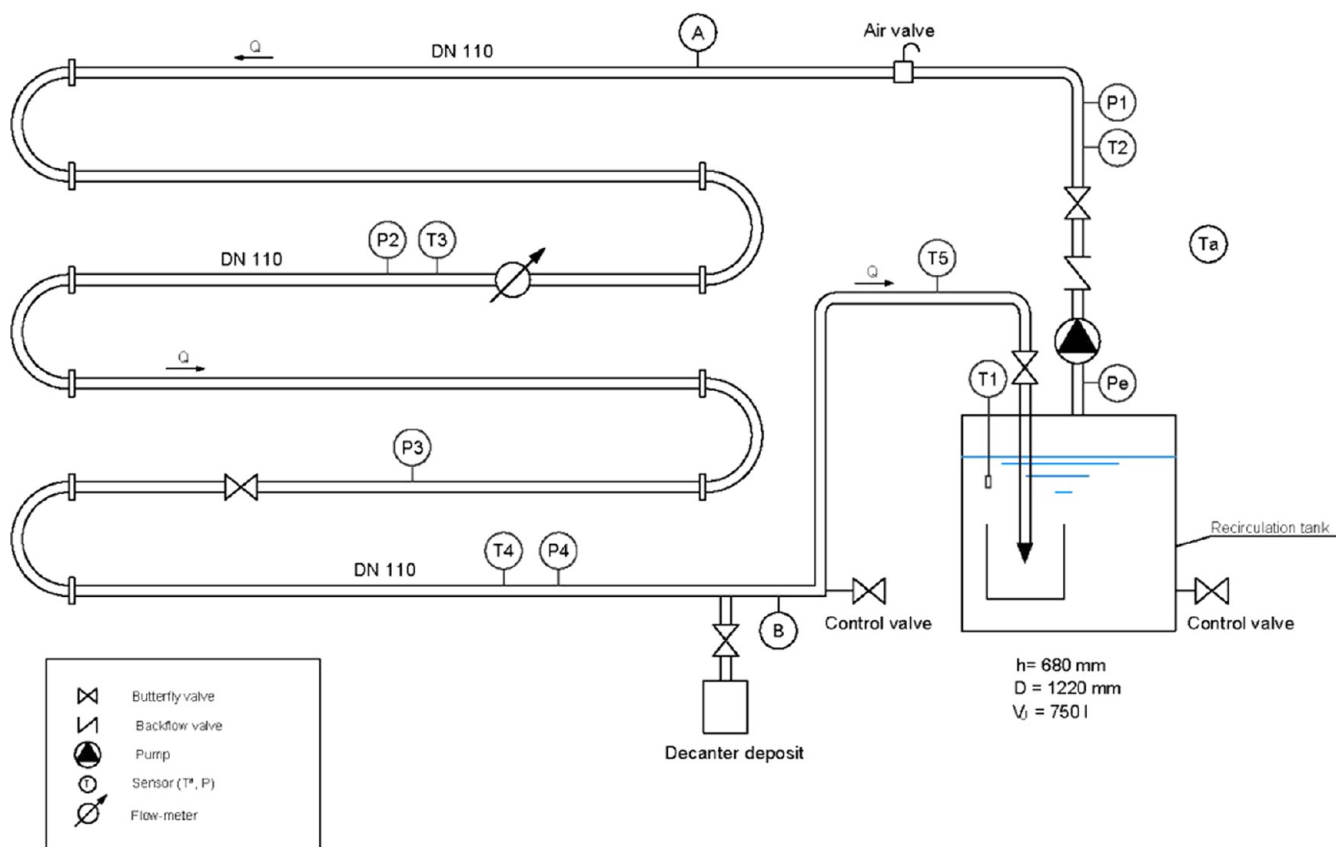 Air valve
A
Q
DN 110
P1
T2
P2
T3
DN 110
Ta
T5
Q
Q
T1
Pe
P3
Recirculation tank
T4
P4
DN 110
B
Control valve
Control valve
h= 680 mm
D = 1220 mm
Decanter deposit
Butterfly valve
Backflow valve
Pump
T
Sensor (Tª, P)
Flow-meter